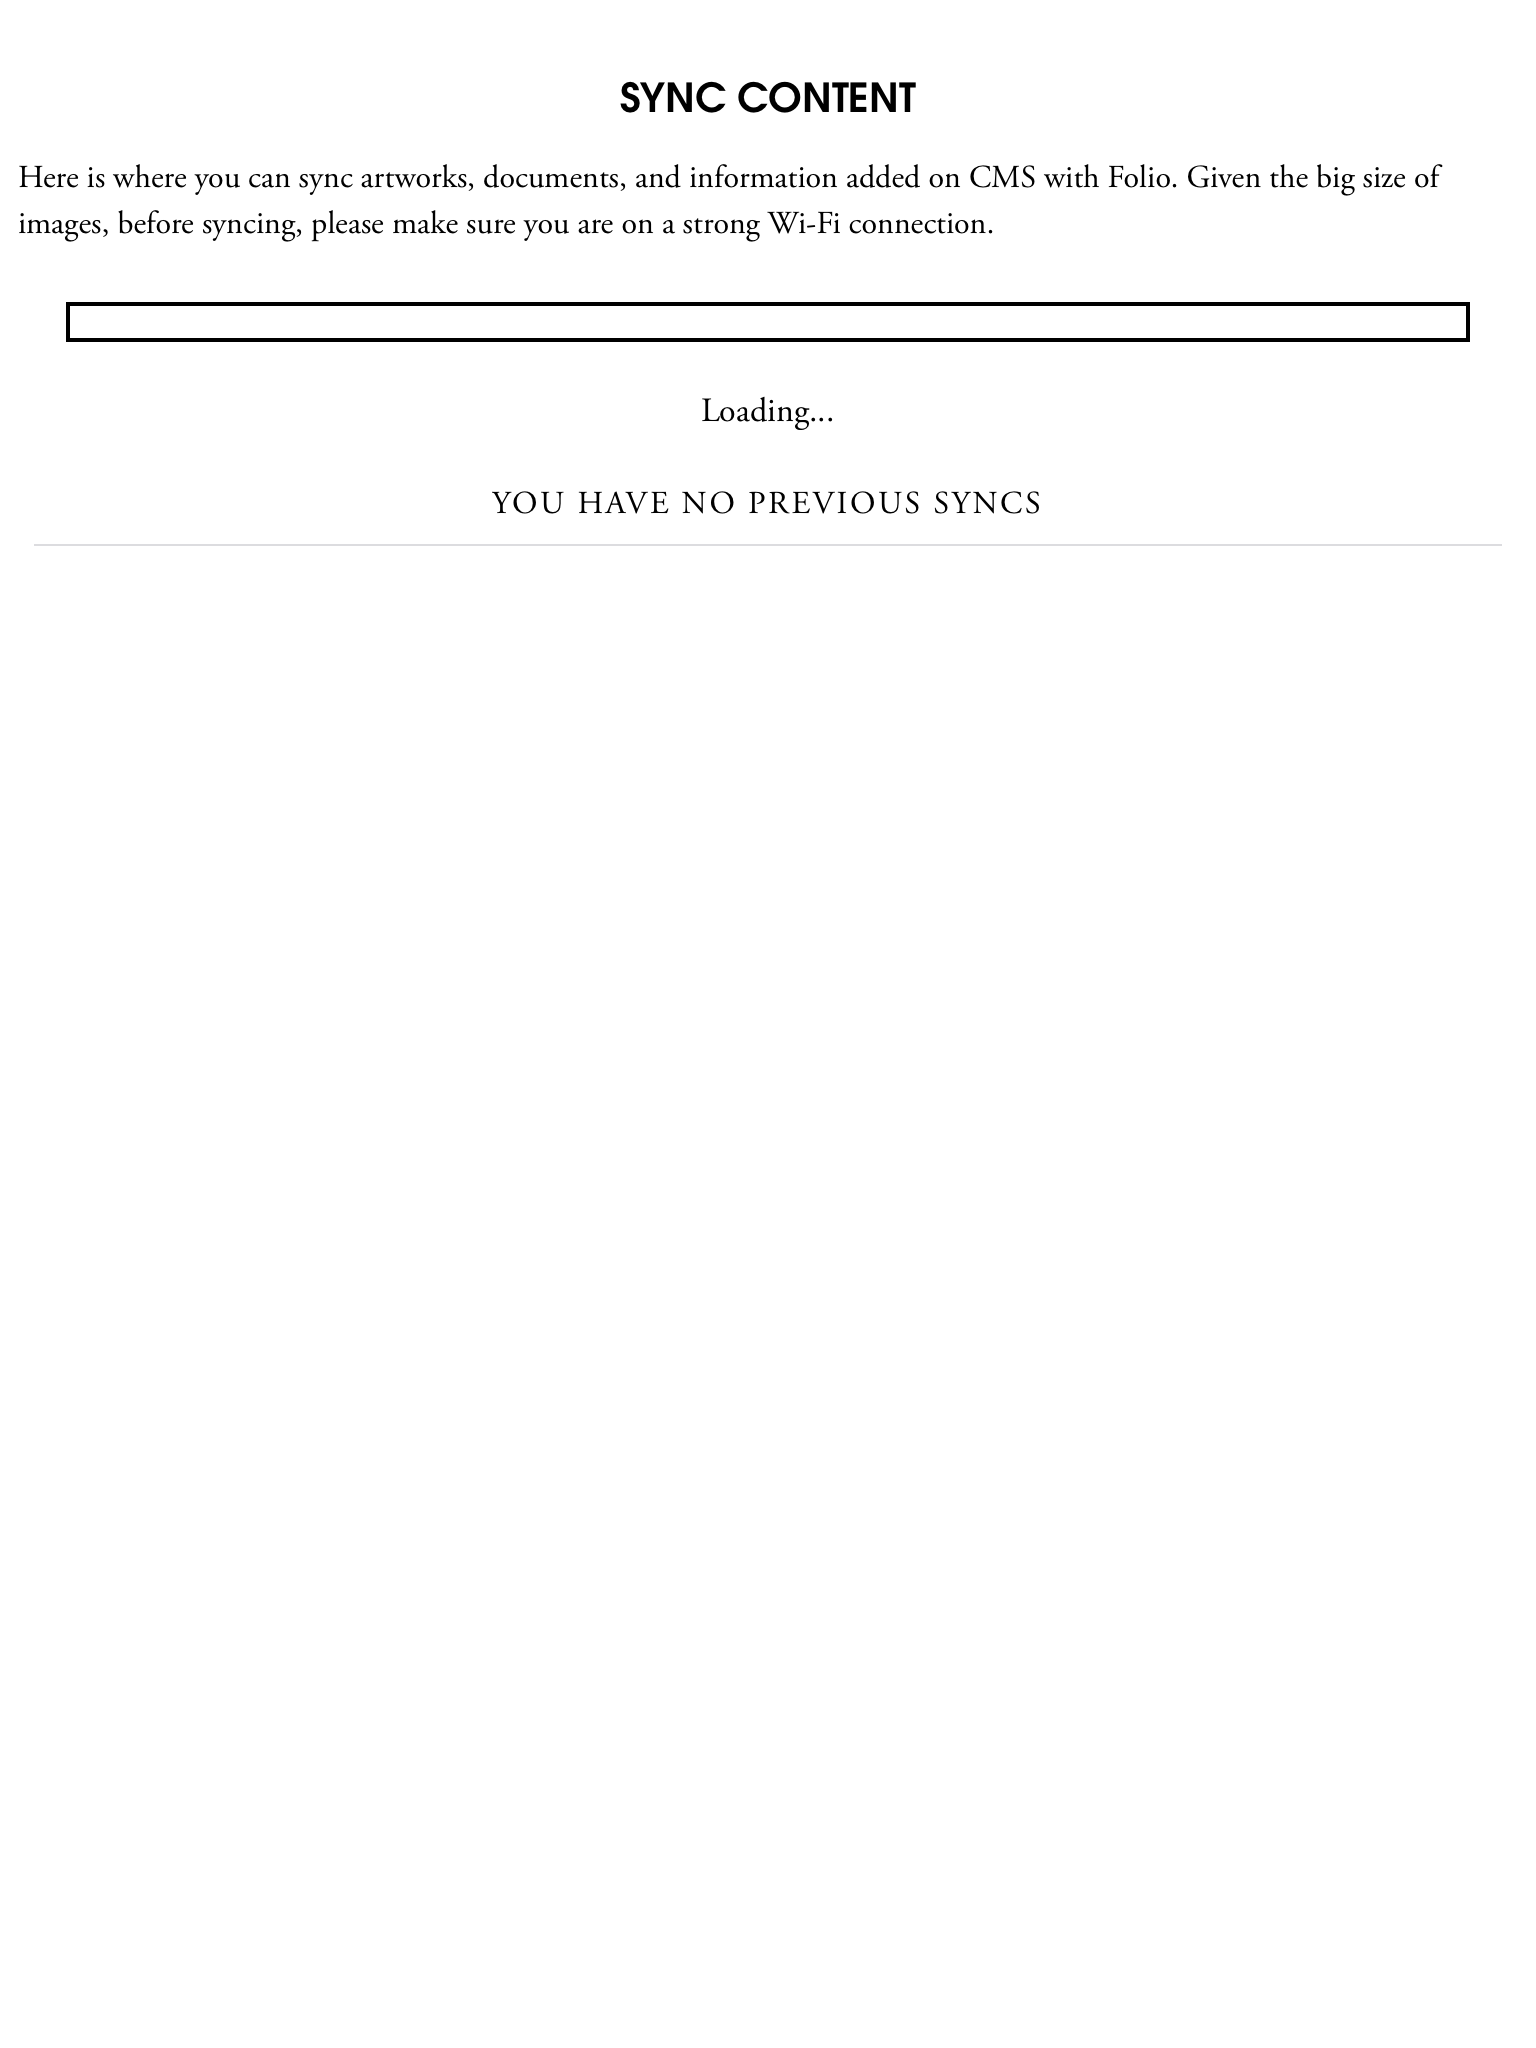 SYNC CONTENT
Here is where you can sync artworks, documents, and information added on CMS with Folio. Given the big size of
images, before syncing, please make sure you are on a strong Wi-Fi connection.
Loading...
YOU HAVE NO PREVIOUS SYNCS